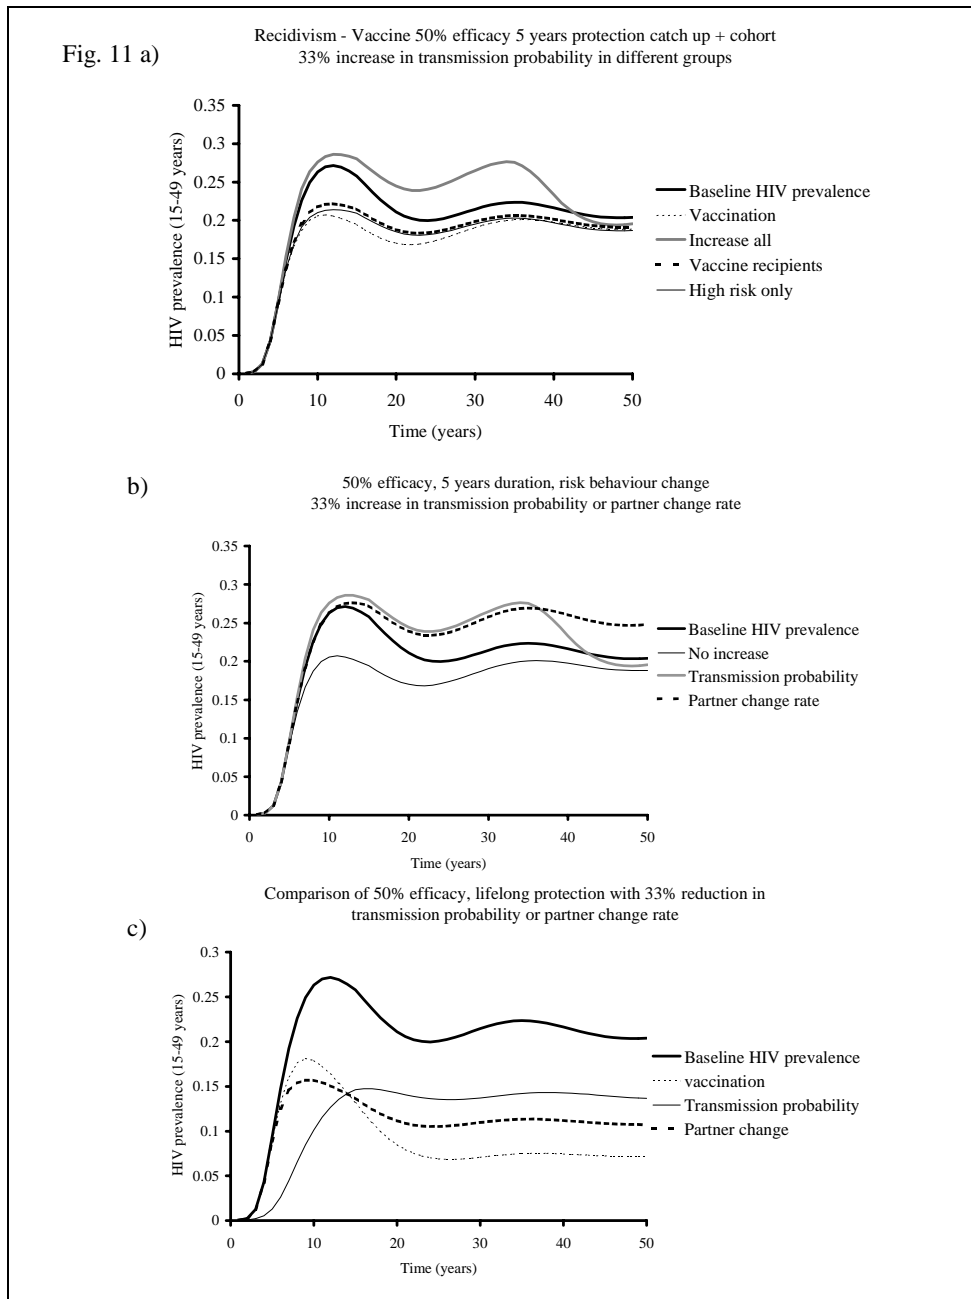 Fig. 11 a)
Recidivism - Vaccine 50% efficacy 5 years protection catch up + cohort
33% increase in transmission probability in different groups
HIV prevalence (15-49 years)
0.35
0.3
0.25
0.2
0.15
0.1
0.05
0
0 10 20 30 40 50
Time (years)
Baseline HIV prevalence
Vaccination
Increase all
Vaccine recipients
High risk only
b)
50% efficacy, 5 years duration, risk behaviour change
33% increase in transmission probability or partner change rate
HIV prevalence (15-49 years)
0.35
0.3
0.25
0.2
0.15
0.1
0.05
0
0 10 20 30 40 50
Time (years)
Baseline HIV prevalence
No increase
Transmission probability
Partner change rate
Comparison of 50% efficacy, lifelong protection with 33% reduction in
transmission probability or partner change rate
c)
HIV prevalence (15-49 years)
0.3
0.25
0.2
0.15
0.1
0.05
0
0 10 20 30 40 50
Time (years)
Baseline HIV prevalence
vaccination
Transmission probability
Partner change